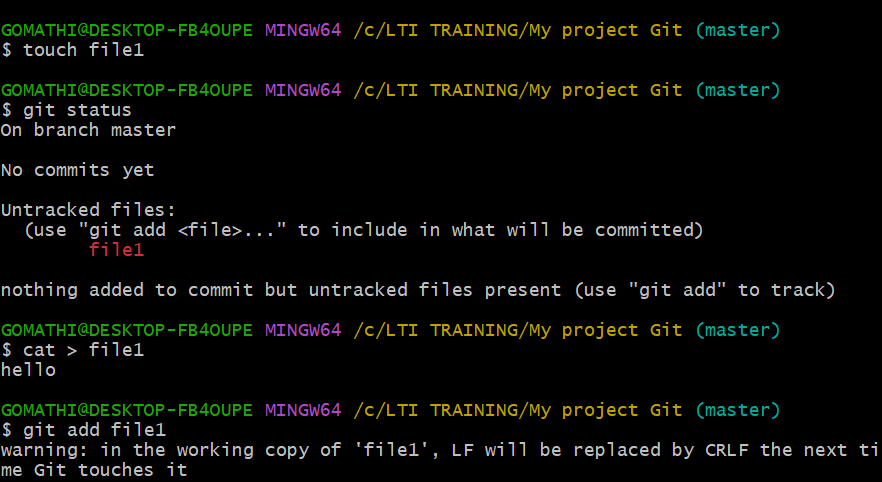 GOMATHI@DESKTOP-FB4OUPE MINGW64 /c/LTI TRAINING/My project Git (master)
$ touch file1
GOMATHI@DESKTOP-FB4OUPE MINGW64 /c/LTI TRAINING/My project Git (master)
$ git status
On branch master
No commits yet
Untracked files:
  (use "git add <file>..." to include in what will be committed)
        file1
nothing added to commit but untracked files present (use "git add" to track)
GOMATHI@DESKTOP-FB4OUPE MINGW64 /c/LTI TRAINING/My project Git (master)
$ cat > file1
hello
GOMATHI@DESKTOP-FB4OUPE MINGW64 /c/LTI TRAINING/My project Git (master)
$ git add file1
warning: in the working copy of 'file1', LF will be replaced by CRLF the next ti
me Git touches it